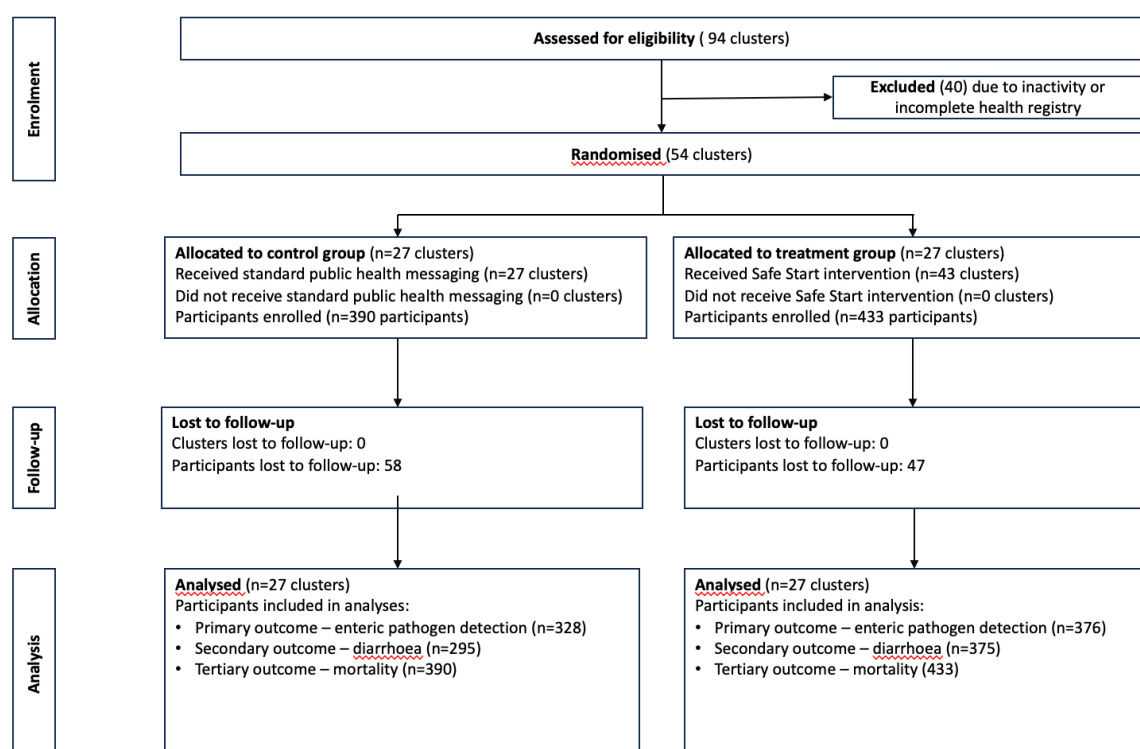 Enrolment
Assessed for eligibility ( 94 clusters)
Excluded (40) due to inactivity or
incomplete health registry
Randomised (54 clusters)
Allocation
Allocated to control group (n=27 clusters)
Received standard public health messaging (n=27 clusters)
Did not receive standard public health messaging (n=0 clusters)
Participants enrolled (n=390 participants)
Allocated to treatment group (n=27 clusters)
Received Safe Start intervention (n=43 clusters)
Did not receive Safe Start intervention (n=0 clusters)
Participants enrolled (n=433 participants)
Follow-up
Lost to follow-up
Clusters lost to follow-up: 0
Participants lost to follow-up: 58
Lost to follow-up
Clusters lost to follow-up: 0
Participants lost to follow-up: 47
Analysis
Analysed (n=27 clusters)
Participants included in analyses:
• Primary outcome – enteric pathogen detection (n=328)
• Secondary outcome – diarrhoea (n=295)
• Tertiary outcome – mortality (n=390)
Analysed (n=27 clusters)
Participants included in analysis:
• Primary outcome – enteric pathogen detection (n=376)
• Secondary outcome – diarrhoea (n=375)
• Tertiary outcome – mortality (433)